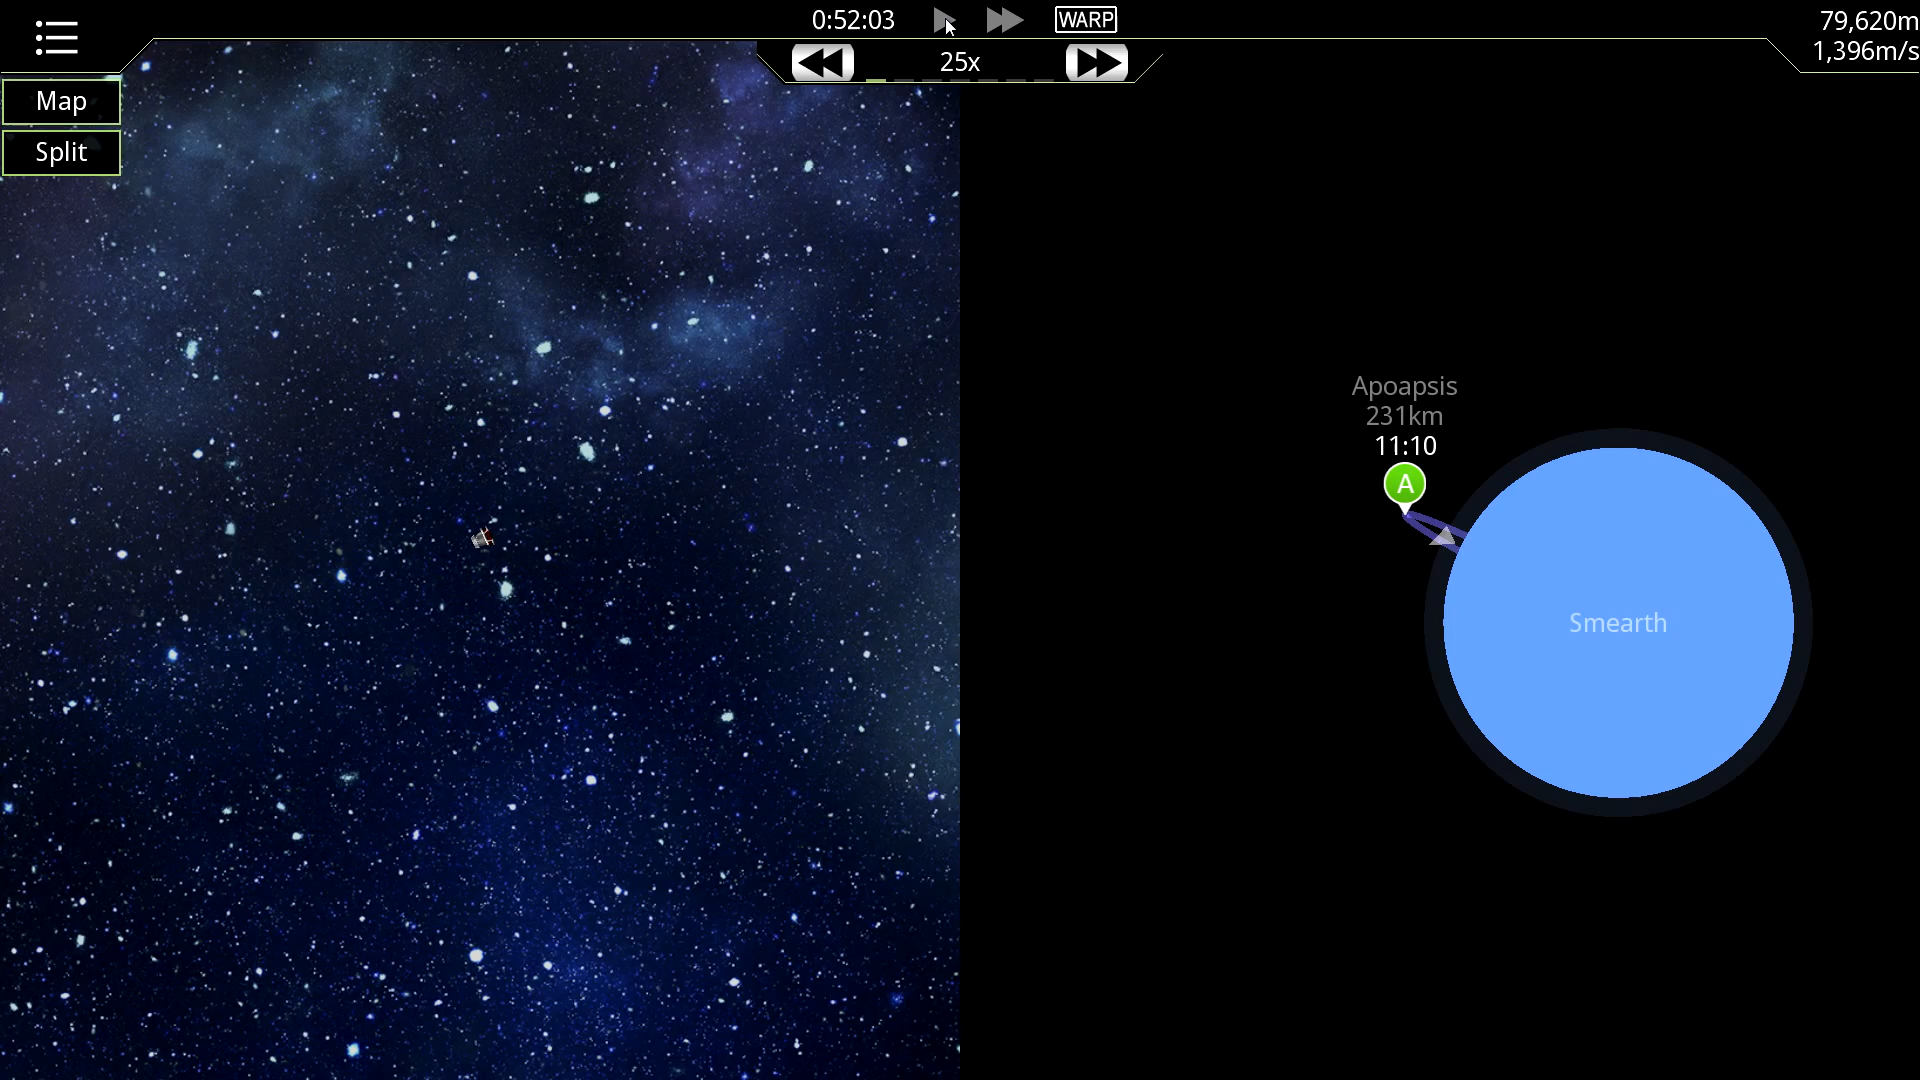 0:52:03
WARP
79,620m
1,396m/s
25x
Map
Split
Apoapsis
231km
11:10
A
Smearth